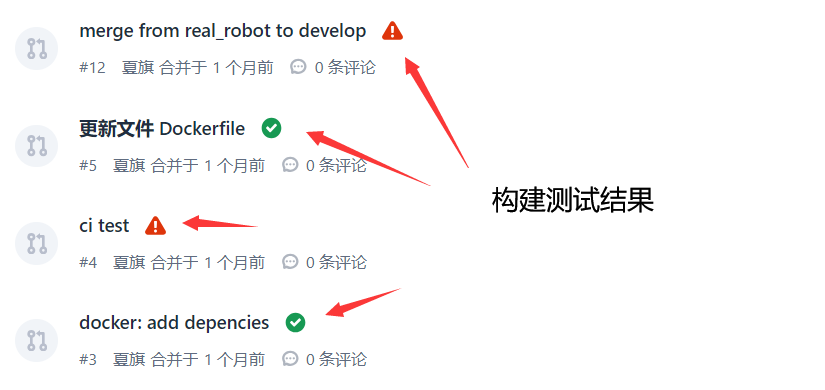 merge from real_robot to develop
#12 夏旗 合并于 1 个月前 0 条评论
更新文件 Dockerfile
#5 夏旗 合并于 1 个月前 0 条评论
构建测试结果
ci test
#4 夏旗 合并于 1 个月前 0 条评论
docker: add depencies
#3 夏旗 合并于 1 个月前 0 条评论